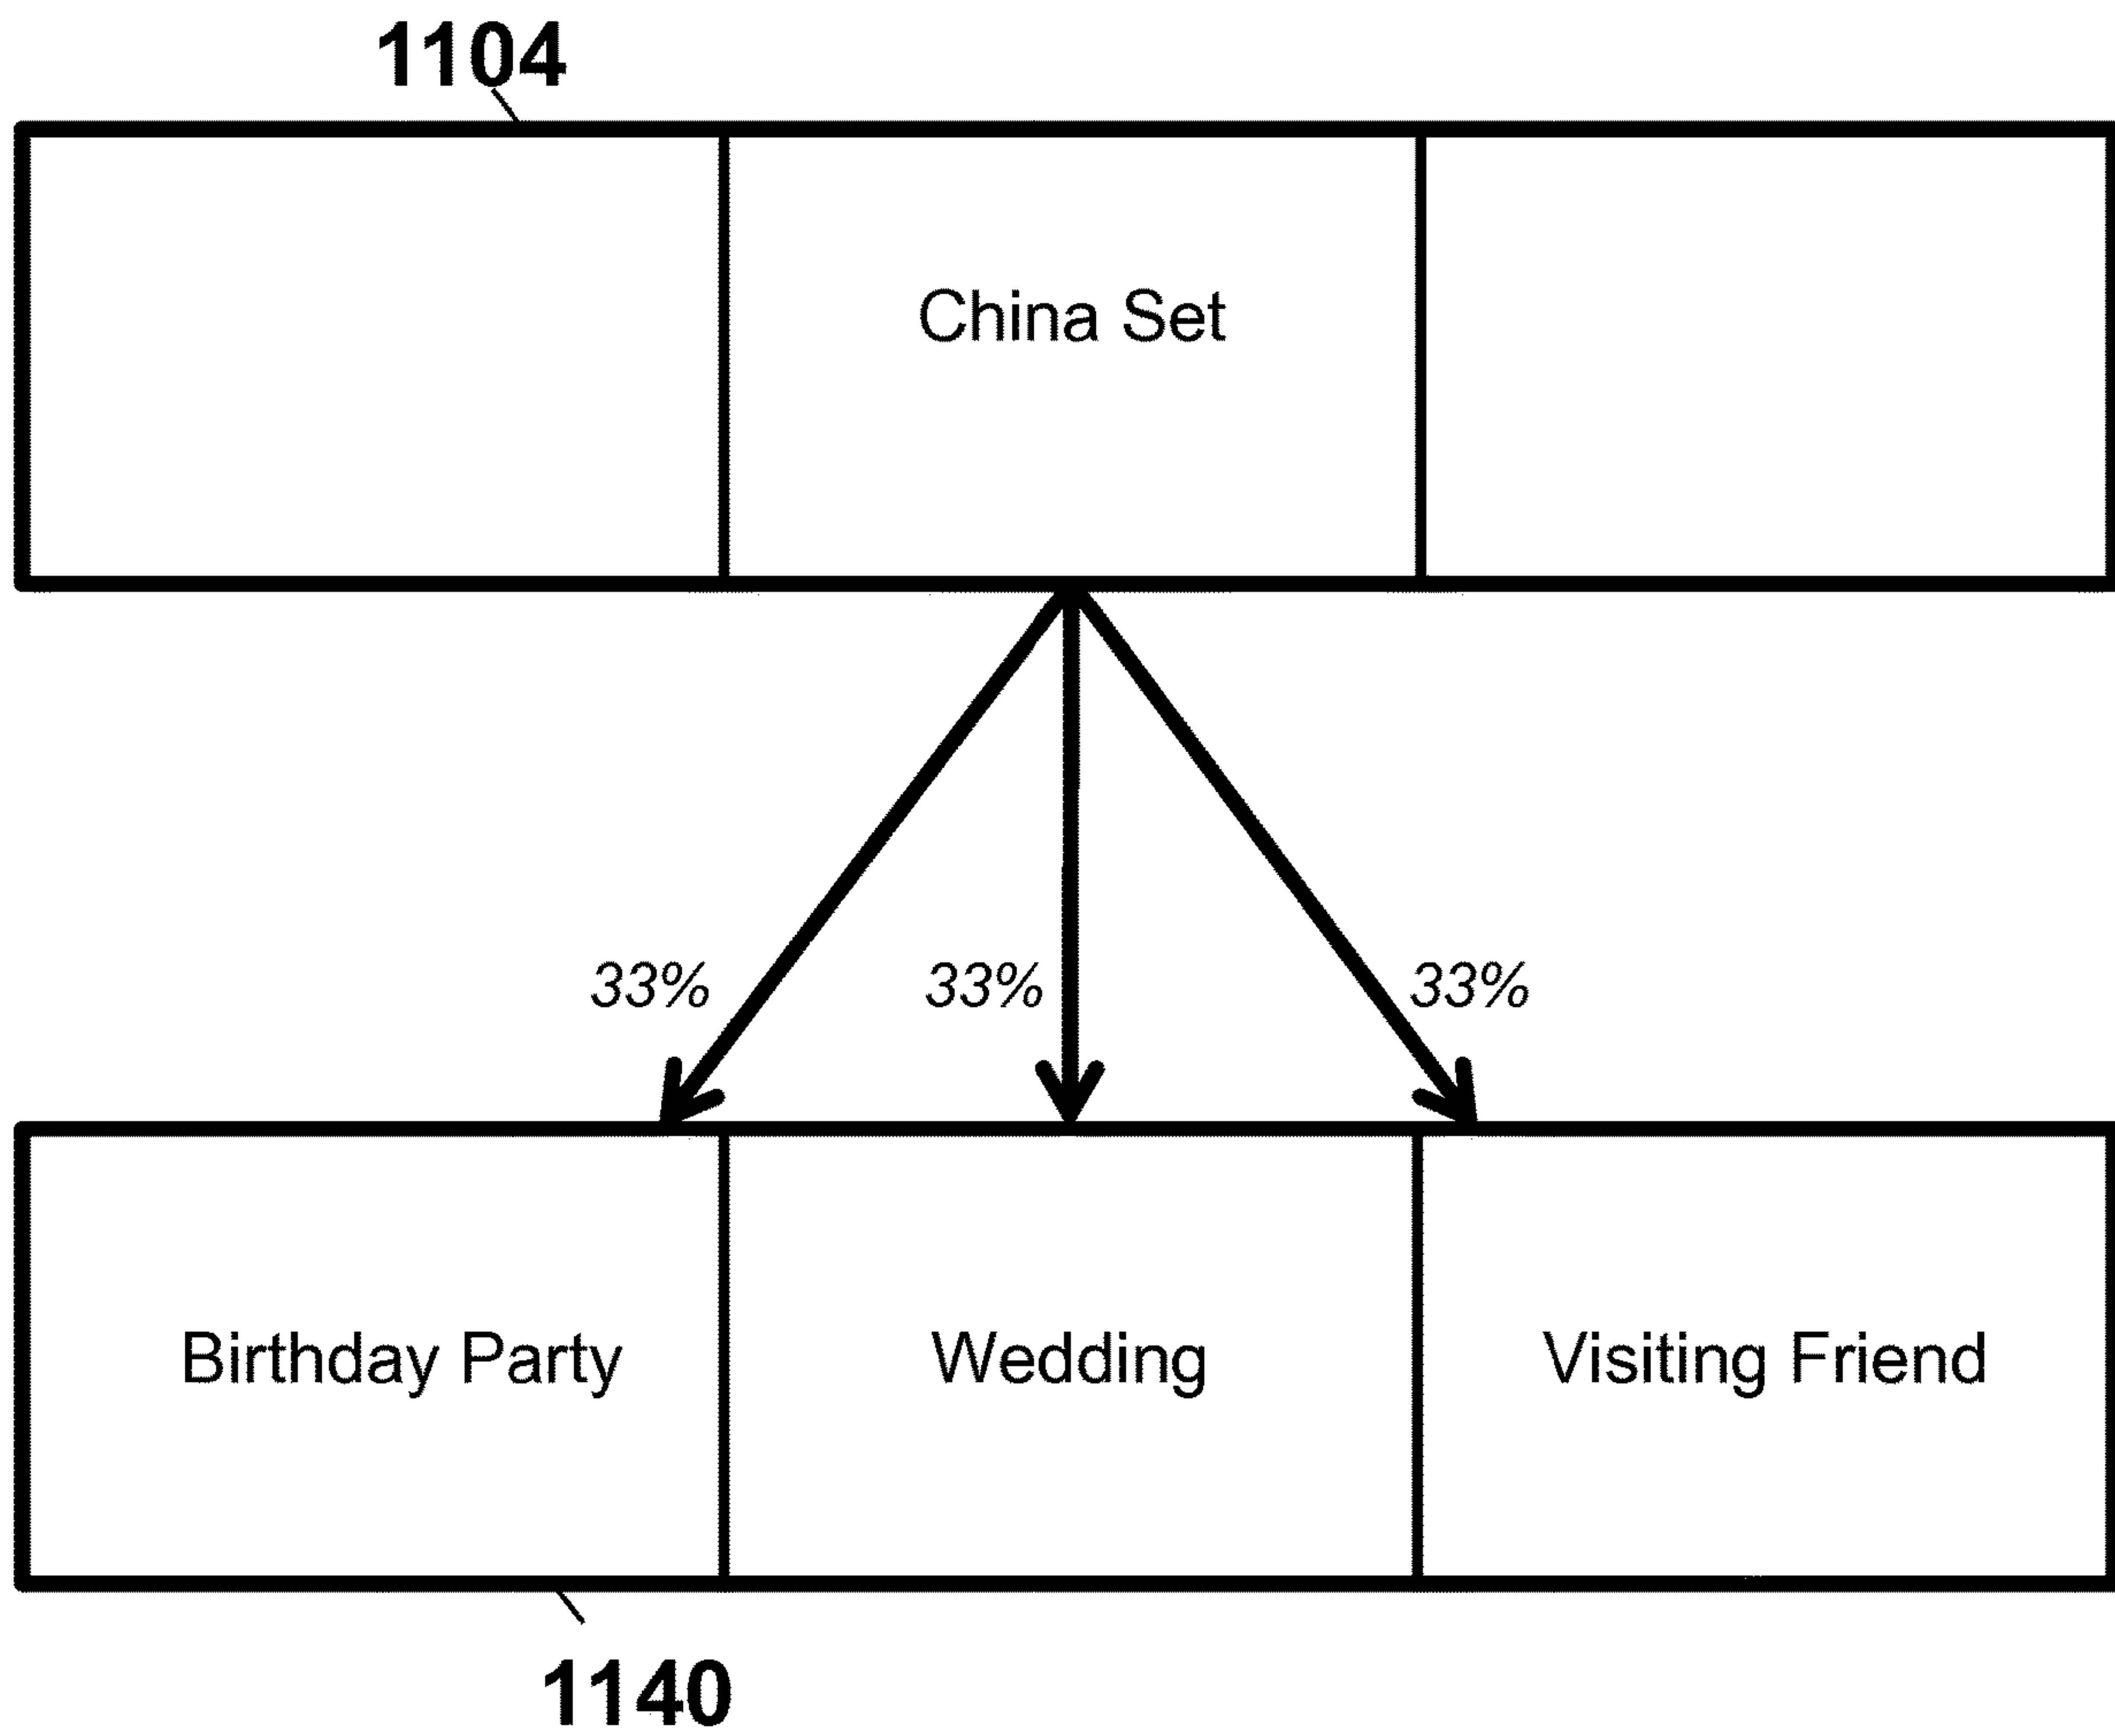 1104
China Set
33% 33% 33%
Birthday Party Wedding Visiting Friend
1140